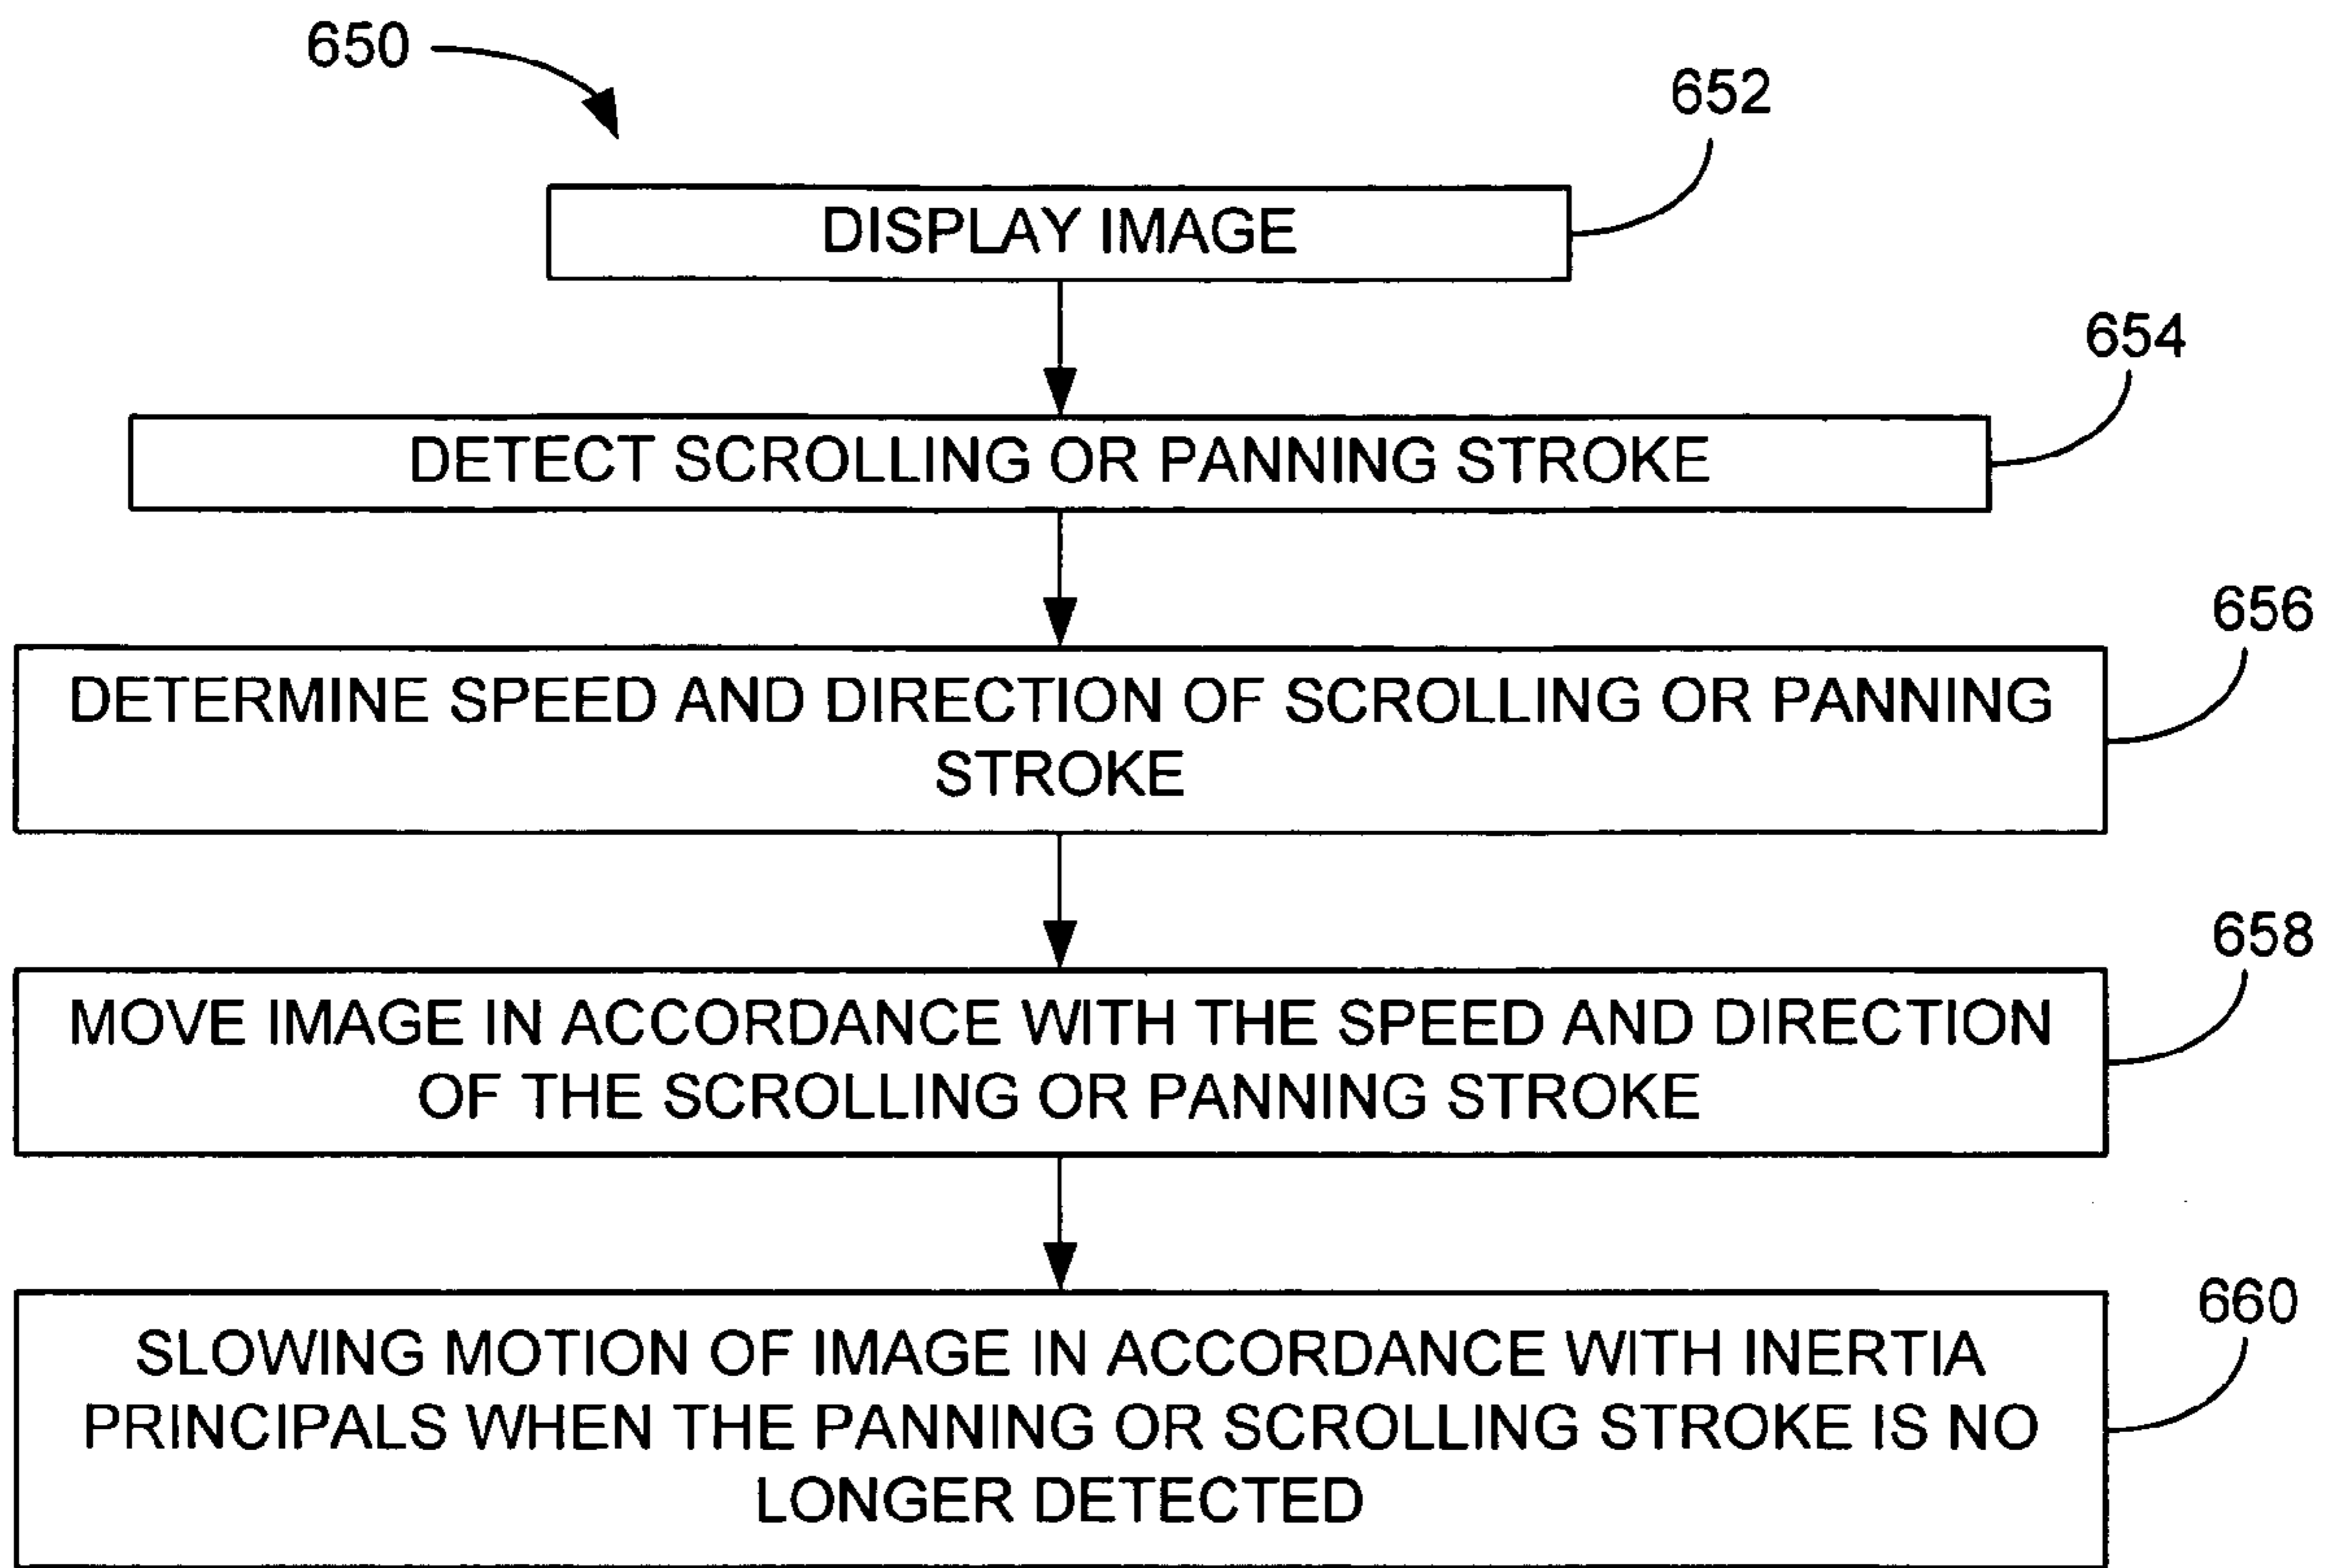 650
652
DISPLAY IMAGE
654
DETECT SCROLLING OR PANNING STROKE
656
DETERMINE SPEED AND DIRECTION OF SCROLLING OR PANNING
STROKE
658
MOVE IMAGE IN ACCORDANCE WITH THE SPEED AND DIRECTION
OF THE SCROLLING OR PANNING STROKE
660
SLOWING MOTION OF IMAGE IN ACCORDANCE WITH INERTIA
PRINCIPALS WHEN THE PANNING OR SCROLLING STROKE IS NO
LONGER DETECTED